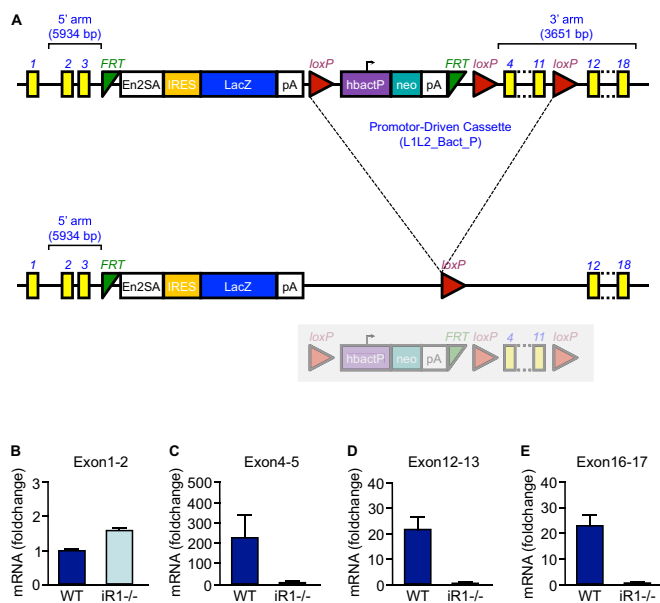 A
5' arm
(5934 bp)
3' arm
(3651 bp)
1 2 3 FRT loxP FRT loxP 4 11 loxP 12 18
En2SA IRES LacZ pA hbactP neo pA
Promotor-Driven Cassette
(L1L2_Bact_P)
5' arm
(5934 bp)
1 2 3 FRT loxP 12 18
En2SA IRES LacZ pA
loxP FRT loxP 4 11 loxP
hbactP neo pA
B
Exon1-2
mRNA (foldchange)
3
2
1
0
WT iR1-/-
C
Exon4-5
mRNA (foldchange)
500
400
300
200
100
0
WT iR1-/-
D
Exon12-13
mRNA (foldchange)
40
30
20
10
0
WT iR1-/-
E
Exon16-17
mRNA (foldchange)
40
30
20
10
0
WT iR1-/-